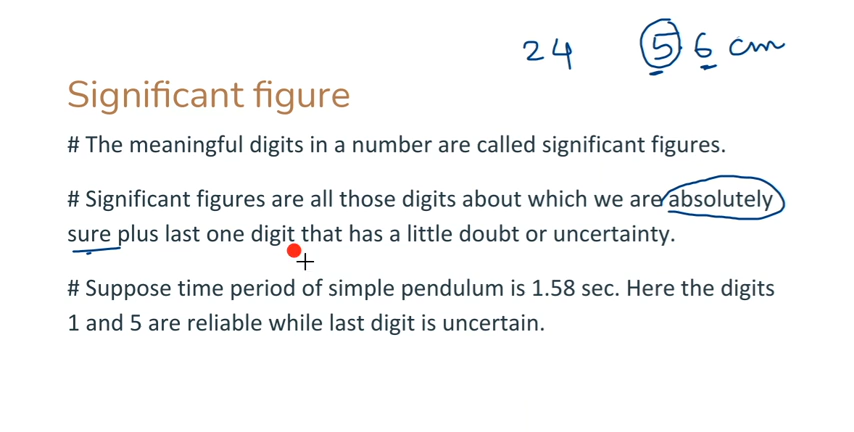 24 56 cm
Significant figure
# The meaningful digits in a number are called significant figures.
# Significant figures are all those digits about which we are absolutely
sure plus last one digit that has a little doubt or uncertainty.
# Suppose time period of simple pendulum is 1.58 sec. Here the digits
1 and 5 are reliable while last digit is uncertain.